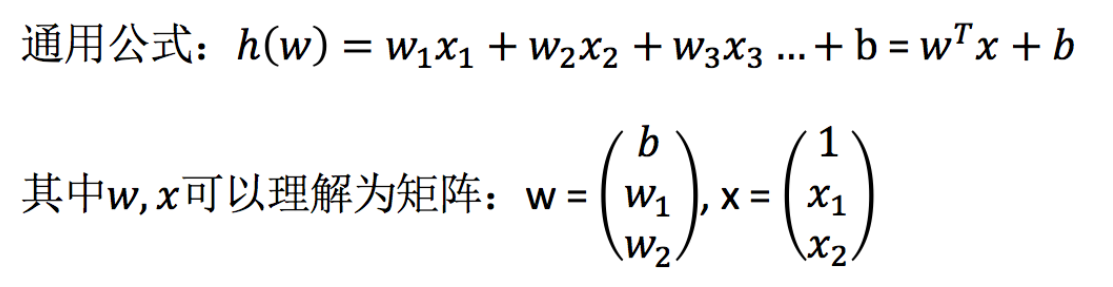 通用公式：h(w) = w₁x₁ + w₂x₂ + w₃x₃ … + b = wᵀx + b
其中w, x可以理解为矩阵：w = (b w₁ w₂), x = (1 x₁ x₂)